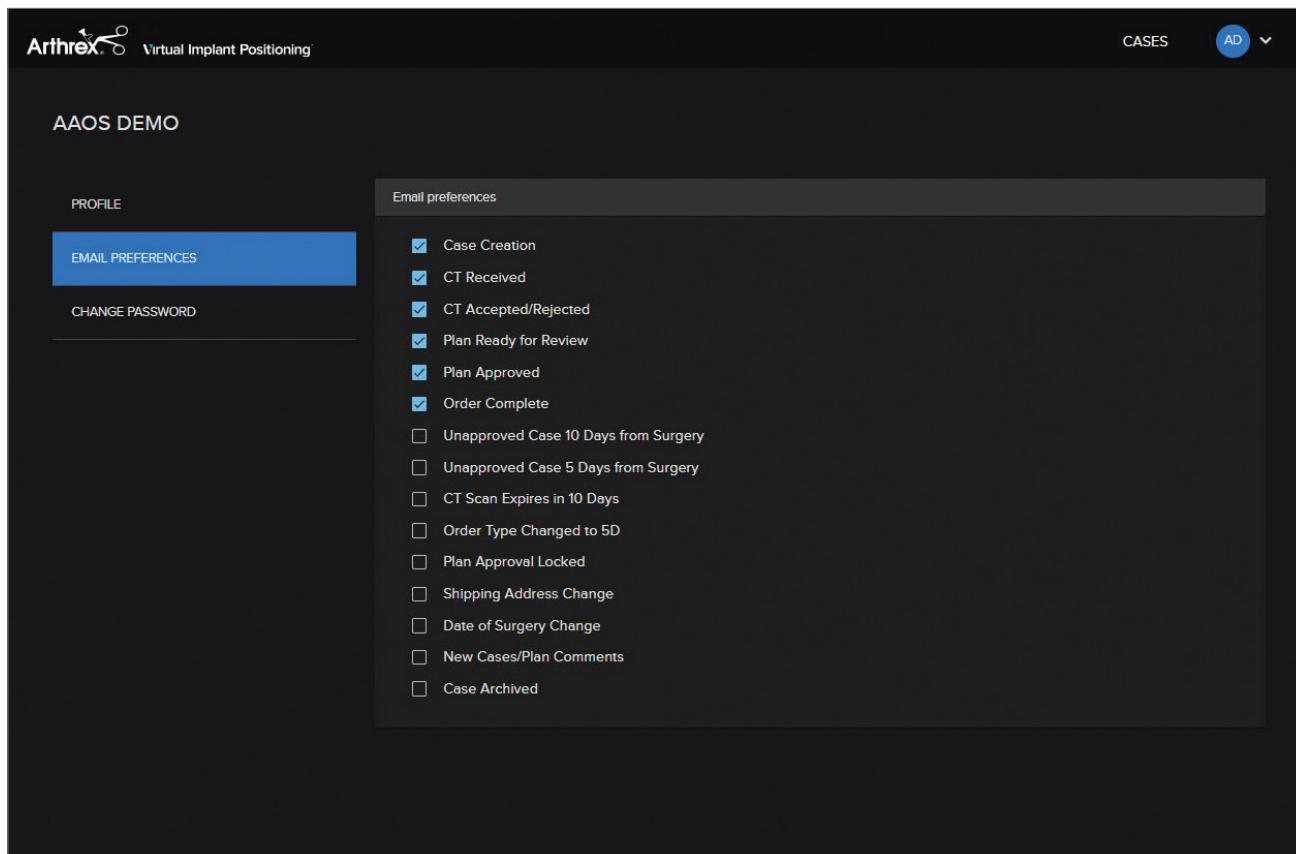 Arthrex Virtual Implant Positioning
CASES
AD
AAOS DEMO
PROFILE
EMAIL PREFERENCES
CHANGE PASSWORD
Email preferences
Case Creation
CT Received
CT Accepted/Rejected
Plan Ready for Review
Plan Approved
Order Complete
Unapproved Case 10 Days from Surgery
Unapproved Case 5 Days from Surgery
CT Scan Expires in 10 Days
Order Type Changed to 5D
Plan Approval Locked
Shipping Address Change
Date of Surgery Change
New Cases/Plan Comments
Case Archived